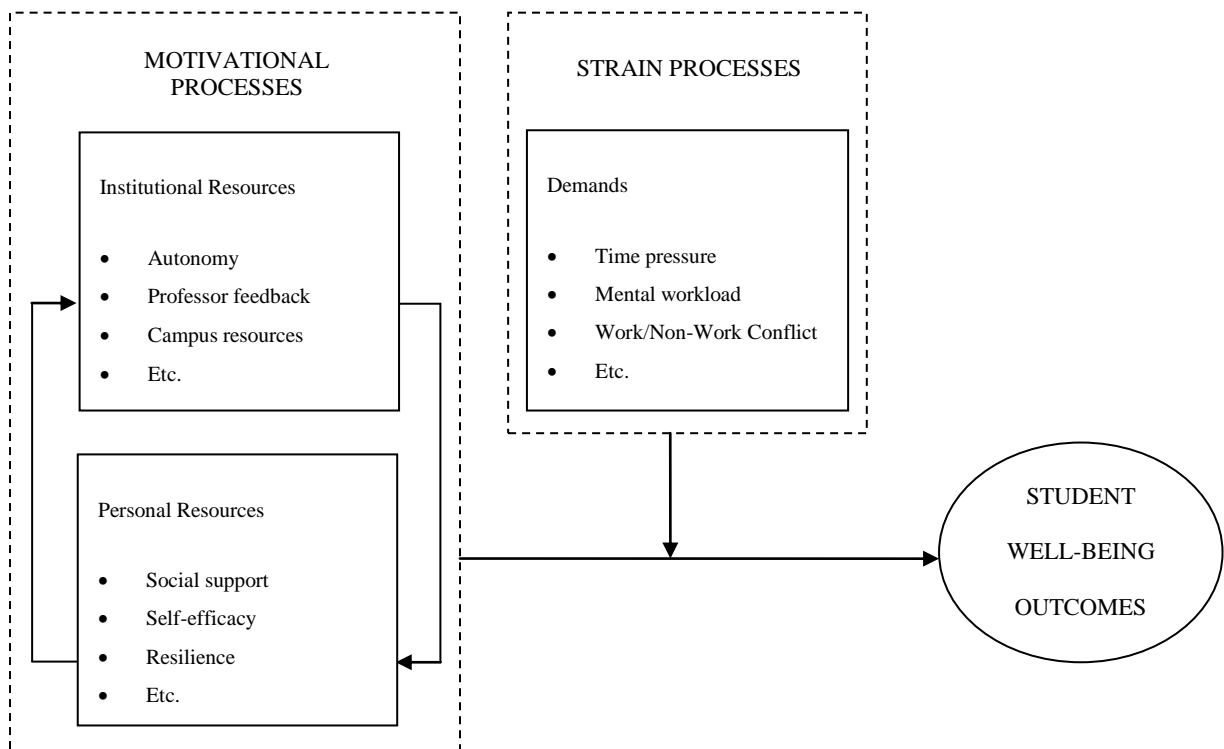 MOTIVATIONAL
PROCESSES
Institutional Resources
• Autonomy
• Professor feedback
• Campus resources
• Etc.
Personal Resources
• Social support
• Self-efficacy
• Resilience
• Etc.
STRAIN PROCESSES
Demands
• Time pressure
• Mental workload
• Work/Non-Work Conflict
• Etc.
STUDENT
WELL-BEING
OUTCOMES